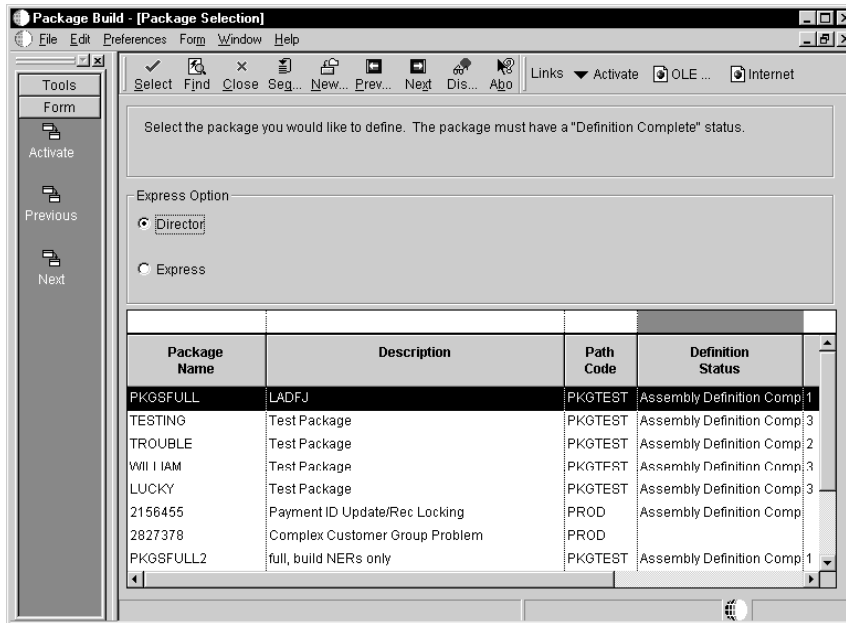 Package Build - [Package Selection]
File Edit Preferences Form Window Help
Tools
Form
Activate
Previous
Next
Select Find Close Seq... New... Prev... Next Dis... Abo Links Activate OLE ... Internet
Select the package you would like to define. The package must have a "Definition Complete" status.
Express Option
Director
Express
Package Name Description Path Code Definition Status
PKGSFULL LADFJ PKGTEST Assembly Definition Comp 1
TESTING Test Package PKGTEST Assembly Definition Comp 3
TROUBLE Test Package PKGTEST Assembly Definition Comp 2
WILLIAM Test Package PKGTEST Assembly Definition Comp 3
LUCKY Test Package PKGTEST Assembly Definition Comp 3
2156455 Payment ID Update/Rec Locking PROD Assembly Definition Comp
2827378 Complex Customer Group Problem PROD
PKGSFULL2 full, build NERs only PKGTEST Assembly Definition Comp 1